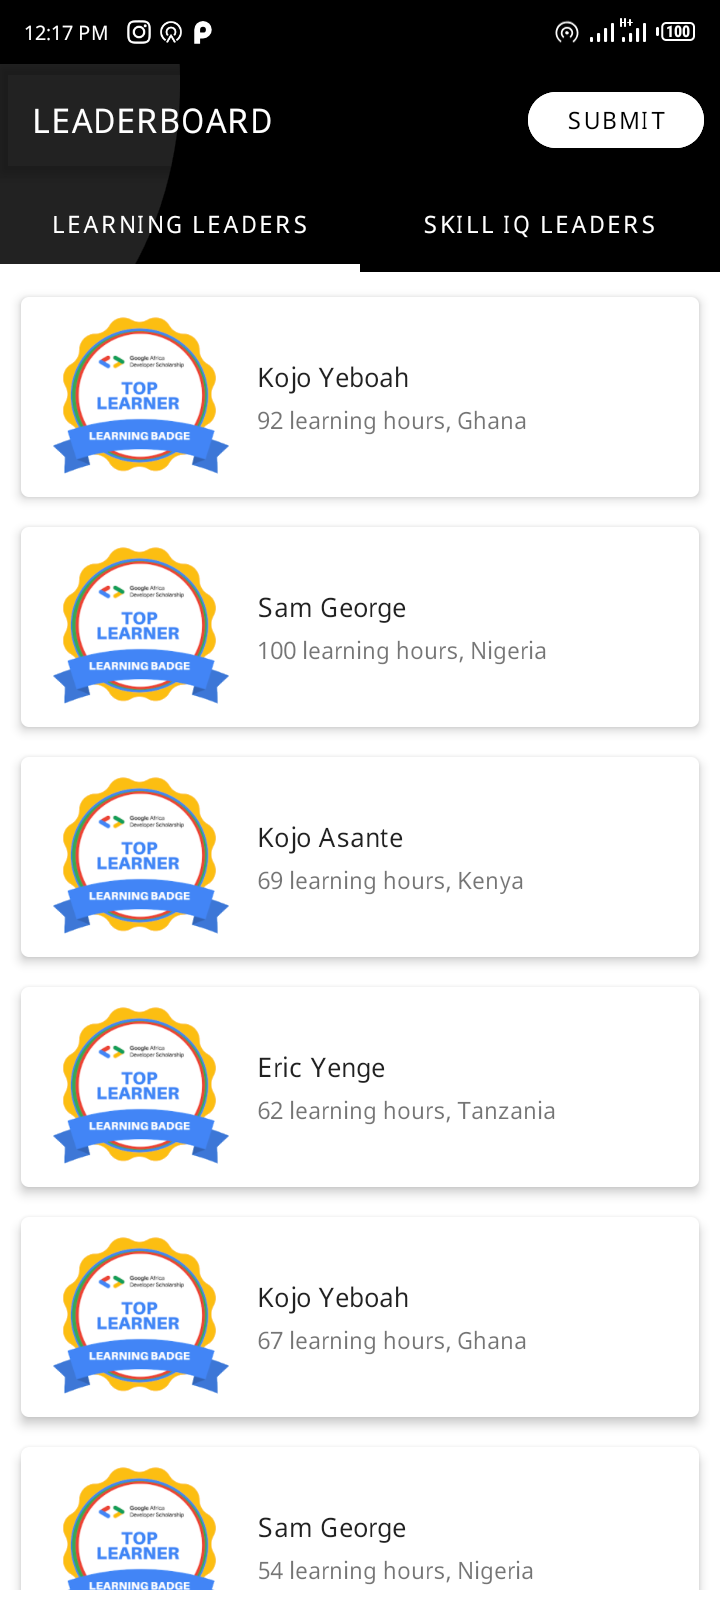 12:17 PM
H+
100
LEADERBOARD
SUBMIT
LEARNING LEADERS
SKILL IQ LEADERS
Google Africa
Developer Scholarship
TOP
LEARNER
LEARNING BADGE
Kojo Yeboah
92 learning hours, Ghana
Google Africa
Developer Scholarship
TOP
LEARNER
LEARNING BADGE
Sam George
100 learning hours, Nigeria
Google Africa
Developer Scholarship
TOP
LEARNER
LEARNING BADGE
Kojo Asante
69 learning hours, Kenya
Google Africa
Developer Scholarship
TOP
LEARNER
LEARNING BADGE
Eric Yenge
62 learning hours, Tanzania
Google Africa
Developer Scholarship
TOP
LEARNER
LEARNING BADGE
Kojo Yeboah
67 learning hours, Ghana
Google Africa
Developer Scholarship
TOP
LEARNER
LEARNING BADGE
Sam George
54 learning hours, Nigeria